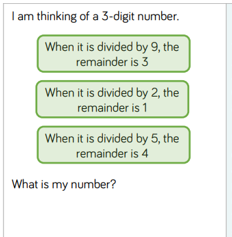 I am thinking of a 3-digit number.
When it is divided by 9, the
remainder is 3
When it is divided by 2, the
remainder is 1
When it is divided by 5, the
remainder is 4
What is my number?